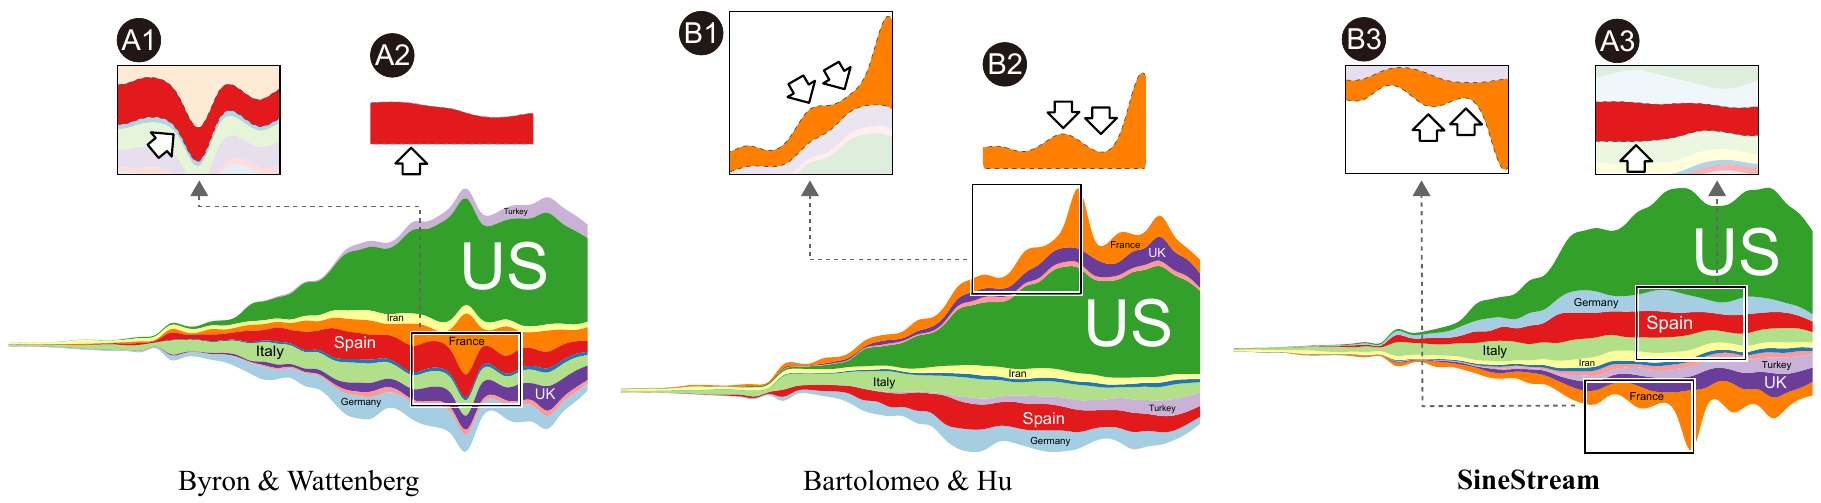 A1
A2
B1
B2
B3
A3
Turkey
US
Iran
Spain
France
Italy
Germany
UK
Byron & Wattenberg
France
UK
US
Iran
Italy
Turkey
Spain
Germany
Bartolomeo & Hu
US
Germany
Spain
Italy
Iran
Turkey
UK
France
SineStream